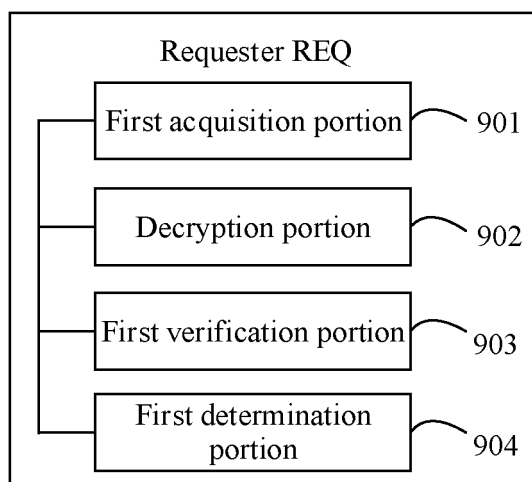 Requester REQ
First acquisition portion
901
Decryption portion
902
First verification portion
903
First determination
portion
904